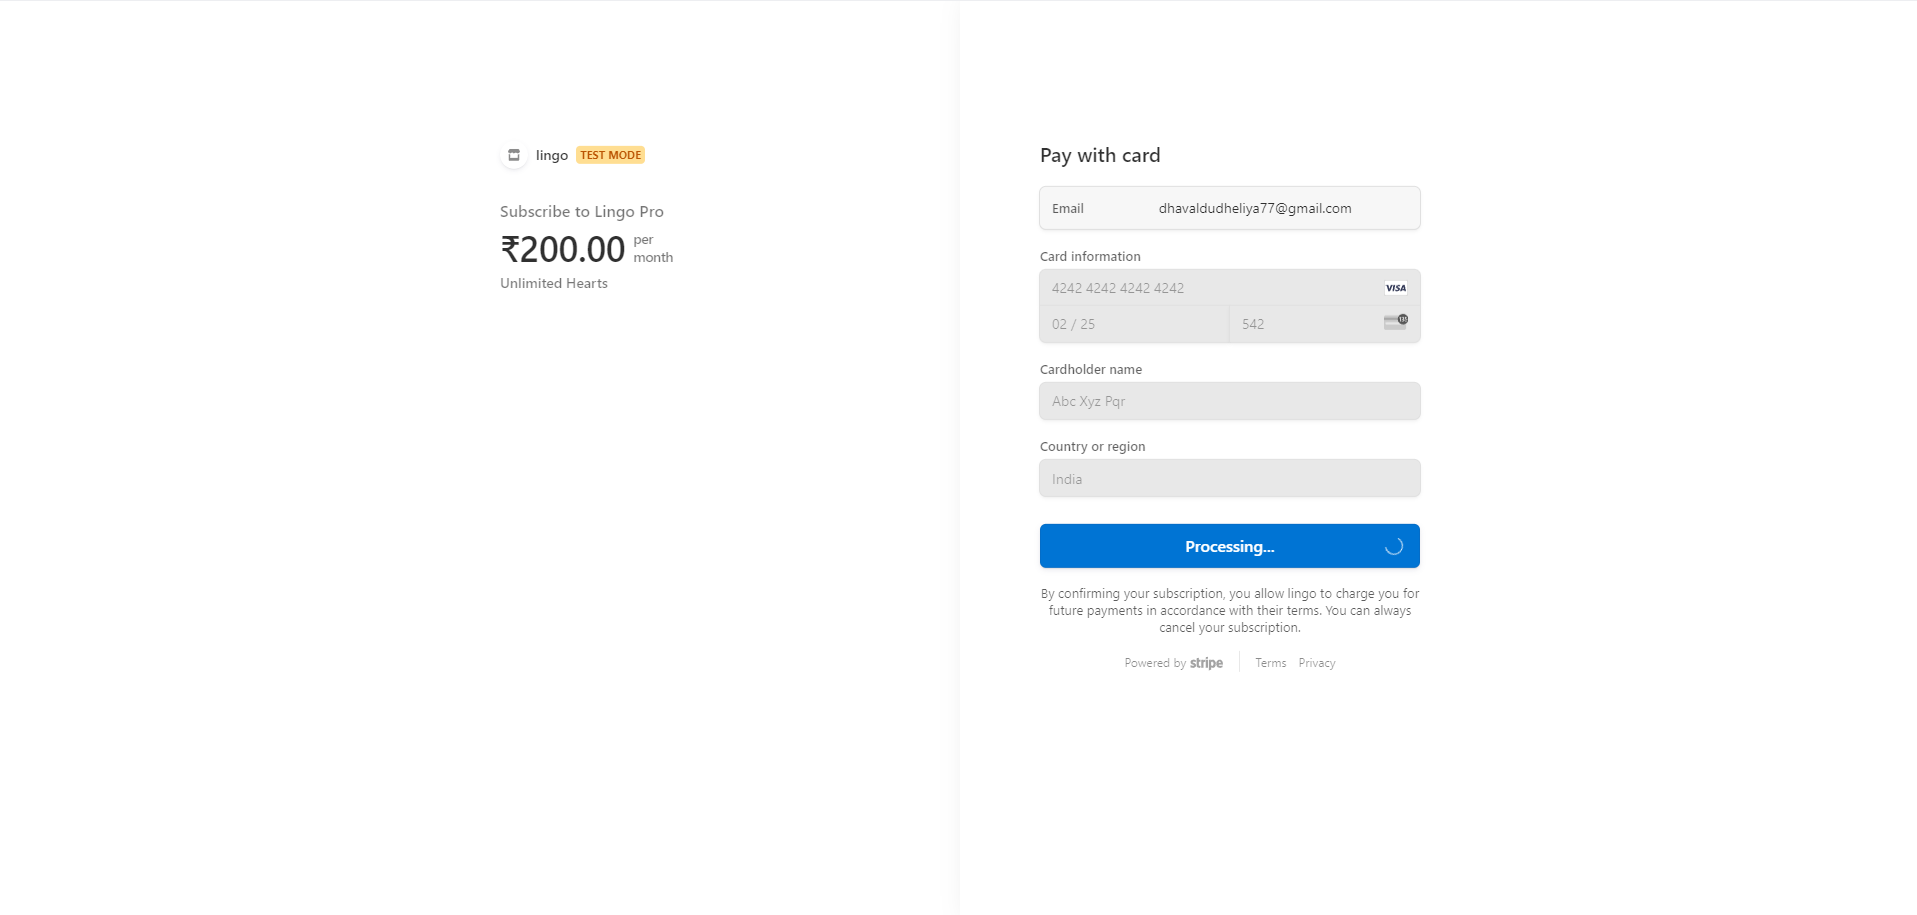 lingo TEST MODE
Subscribe to Lingo Pro
₹200.00 per
month
Unlimited Hearts
Pay with card
Email dhavaldudheliya77@gmail.com
Card information
4242 4242 4242 4242 VISA
02 / 25 542
Cardholder name
Abc Xyz Pqr
Country or region
India
Processing...
By confirming your subscription, you allow lingo to charge you for
future payments in accordance with their terms. You can always
cancel your subscription.
Powered by stripe Terms Privacy